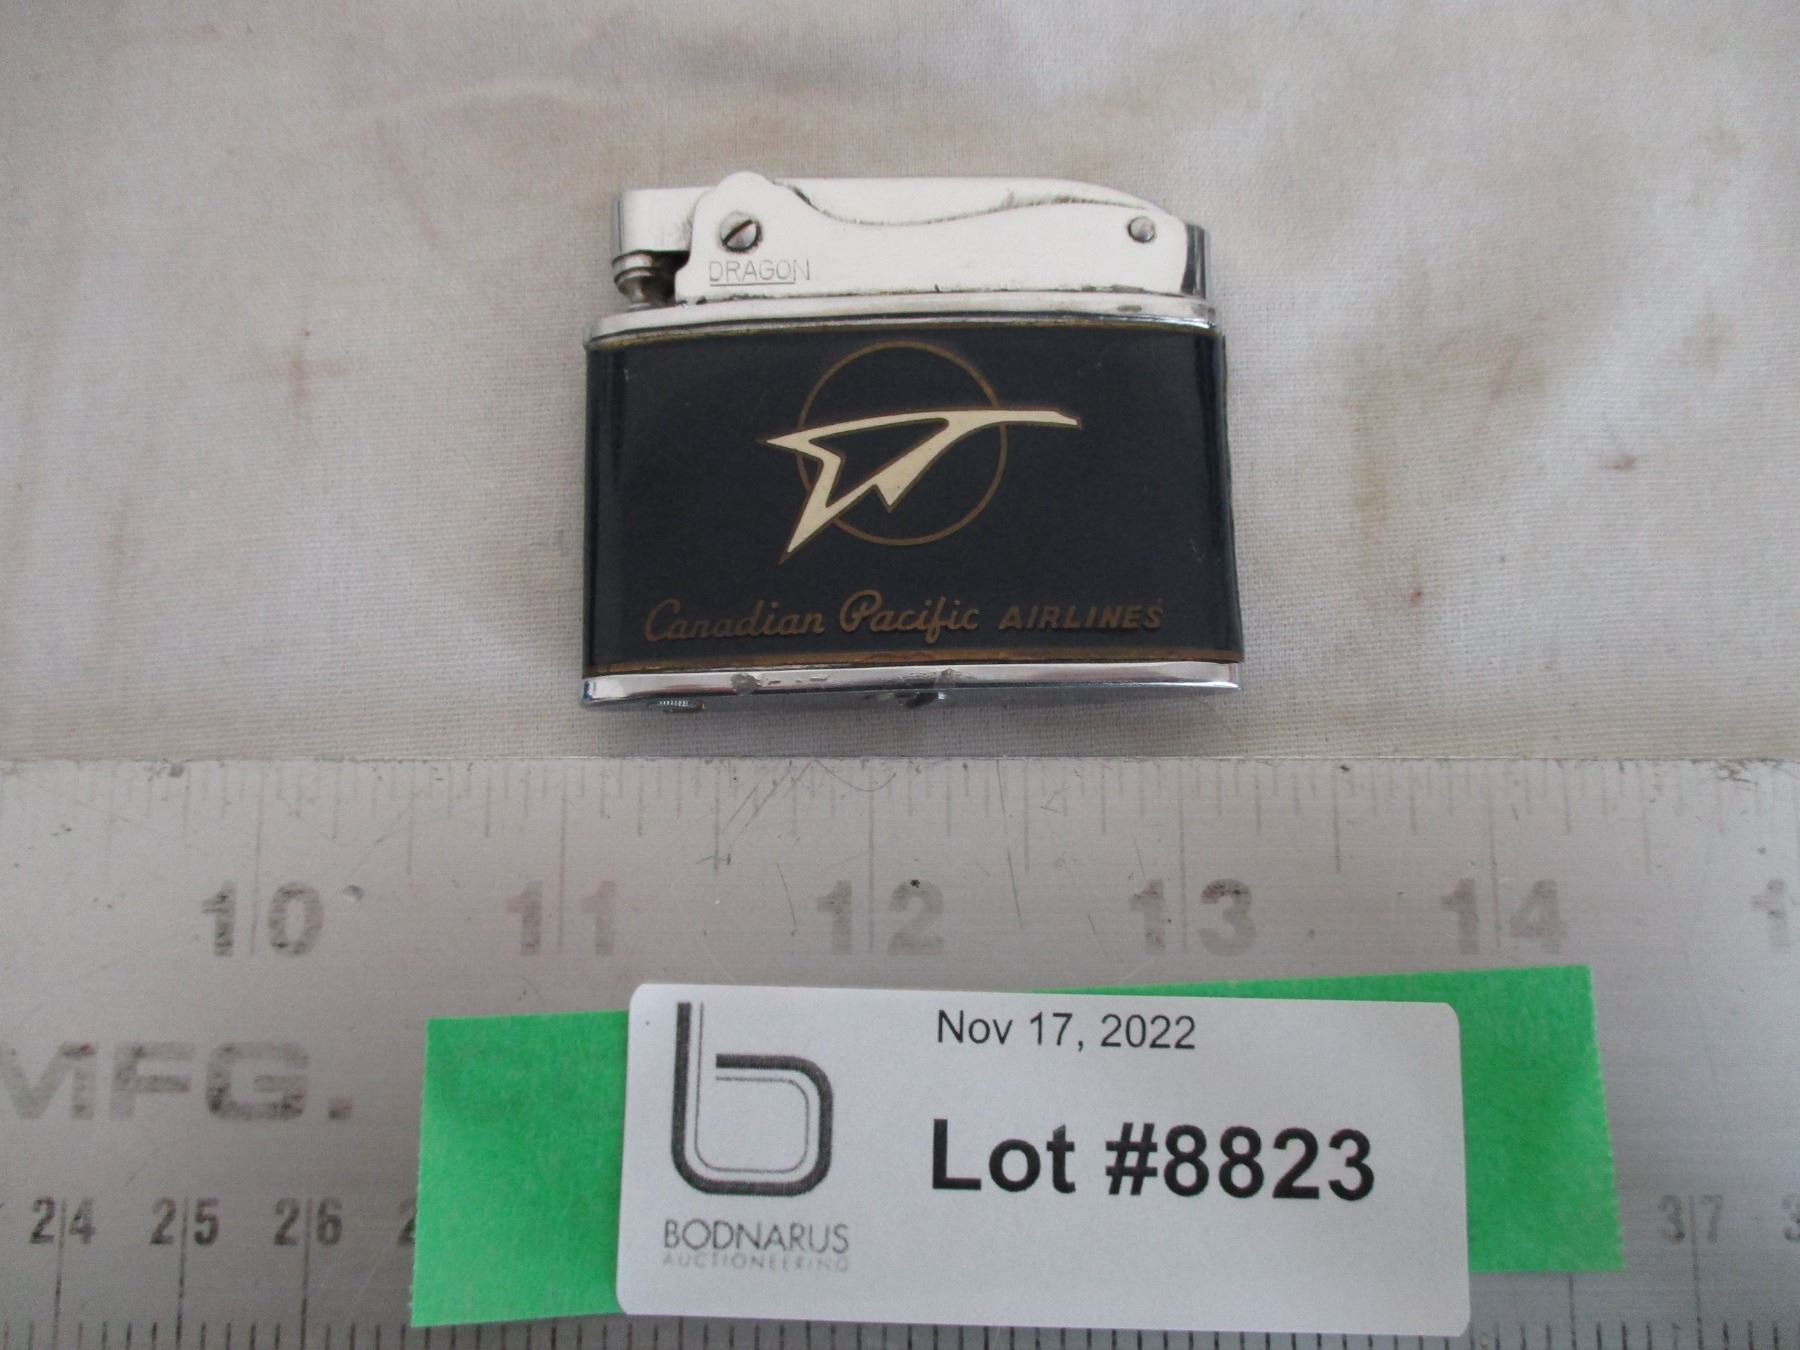 DRAGON
Canadian Pacific AIRLINES
10 11 12 13 14
MFG.
Nov 17, 2022
Lot #8823
BODNARUS
AUCTIONEERING
24 25 26 37